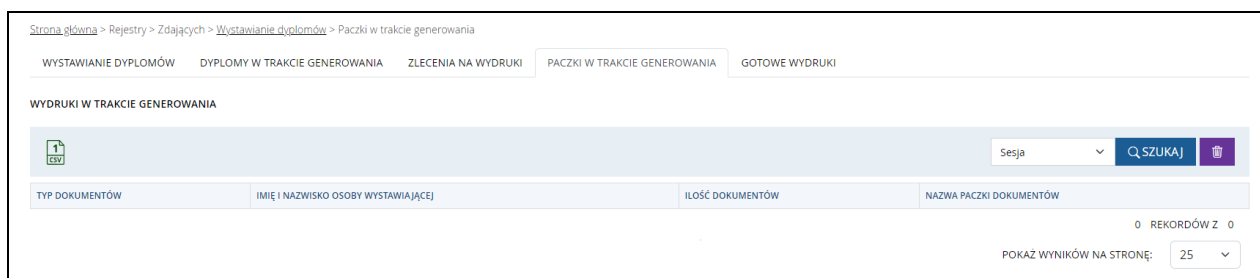 Strona główna > Rejestry > Zdających > Wystawianie dyplomów > Paczki w trakcie generowania
WYSTAWIANIE DYPLOMÓW DYPLOMY W TRAKCIE GENEROWANIA ZLECENIA NA WYDRUKI PACZKI W TRAKCIE GENEROWANIA GOTOWE WYDRUKI
WYDRUKI W TRAKCIE GENEROWANIA
1 CSV Sesja SZUKAJ
TYP DOKUMENTÓW IMIĘ I NAZWISKO OSOBY WYSTAWIAJĄCEJ ILOŚĆ DOKUMENTÓW NAZWA PACZKI DOKUMENTÓW
0 REKORDÓW Z 0
POKAŻ WYNIKÓW NA STRONĘ: 25